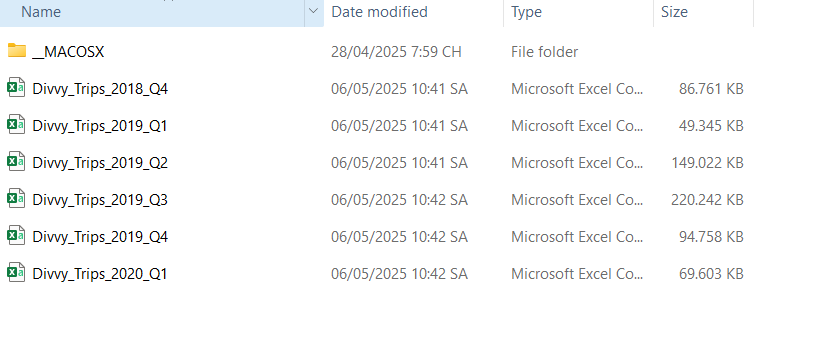 Name Date modified Type Size
__MACOSX 28/04/2025 7:59 CH File folder
Divvy_Trips_2018_Q4 06/05/2025 10:41 SA Microsoft Excel Co... 86.761 KB
Divvy_Trips_2019_Q1 06/05/2025 10:41 SA Microsoft Excel Co... 49.345 KB
Divvy_Trips_2019_Q2 06/05/2025 10:41 SA Microsoft Excel Co... 149.022 KB
Divvy_Trips_2019_Q3 06/05/2025 10:42 SA Microsoft Excel Co... 220.242 KB
Divvy_Trips_2019_Q4 06/05/2025 10:42 SA Microsoft Excel Co... 94.758 KB
Divvy_Trips_2020_Q1 06/05/2025 10:42 SA Microsoft Excel Co... 69.603 KB